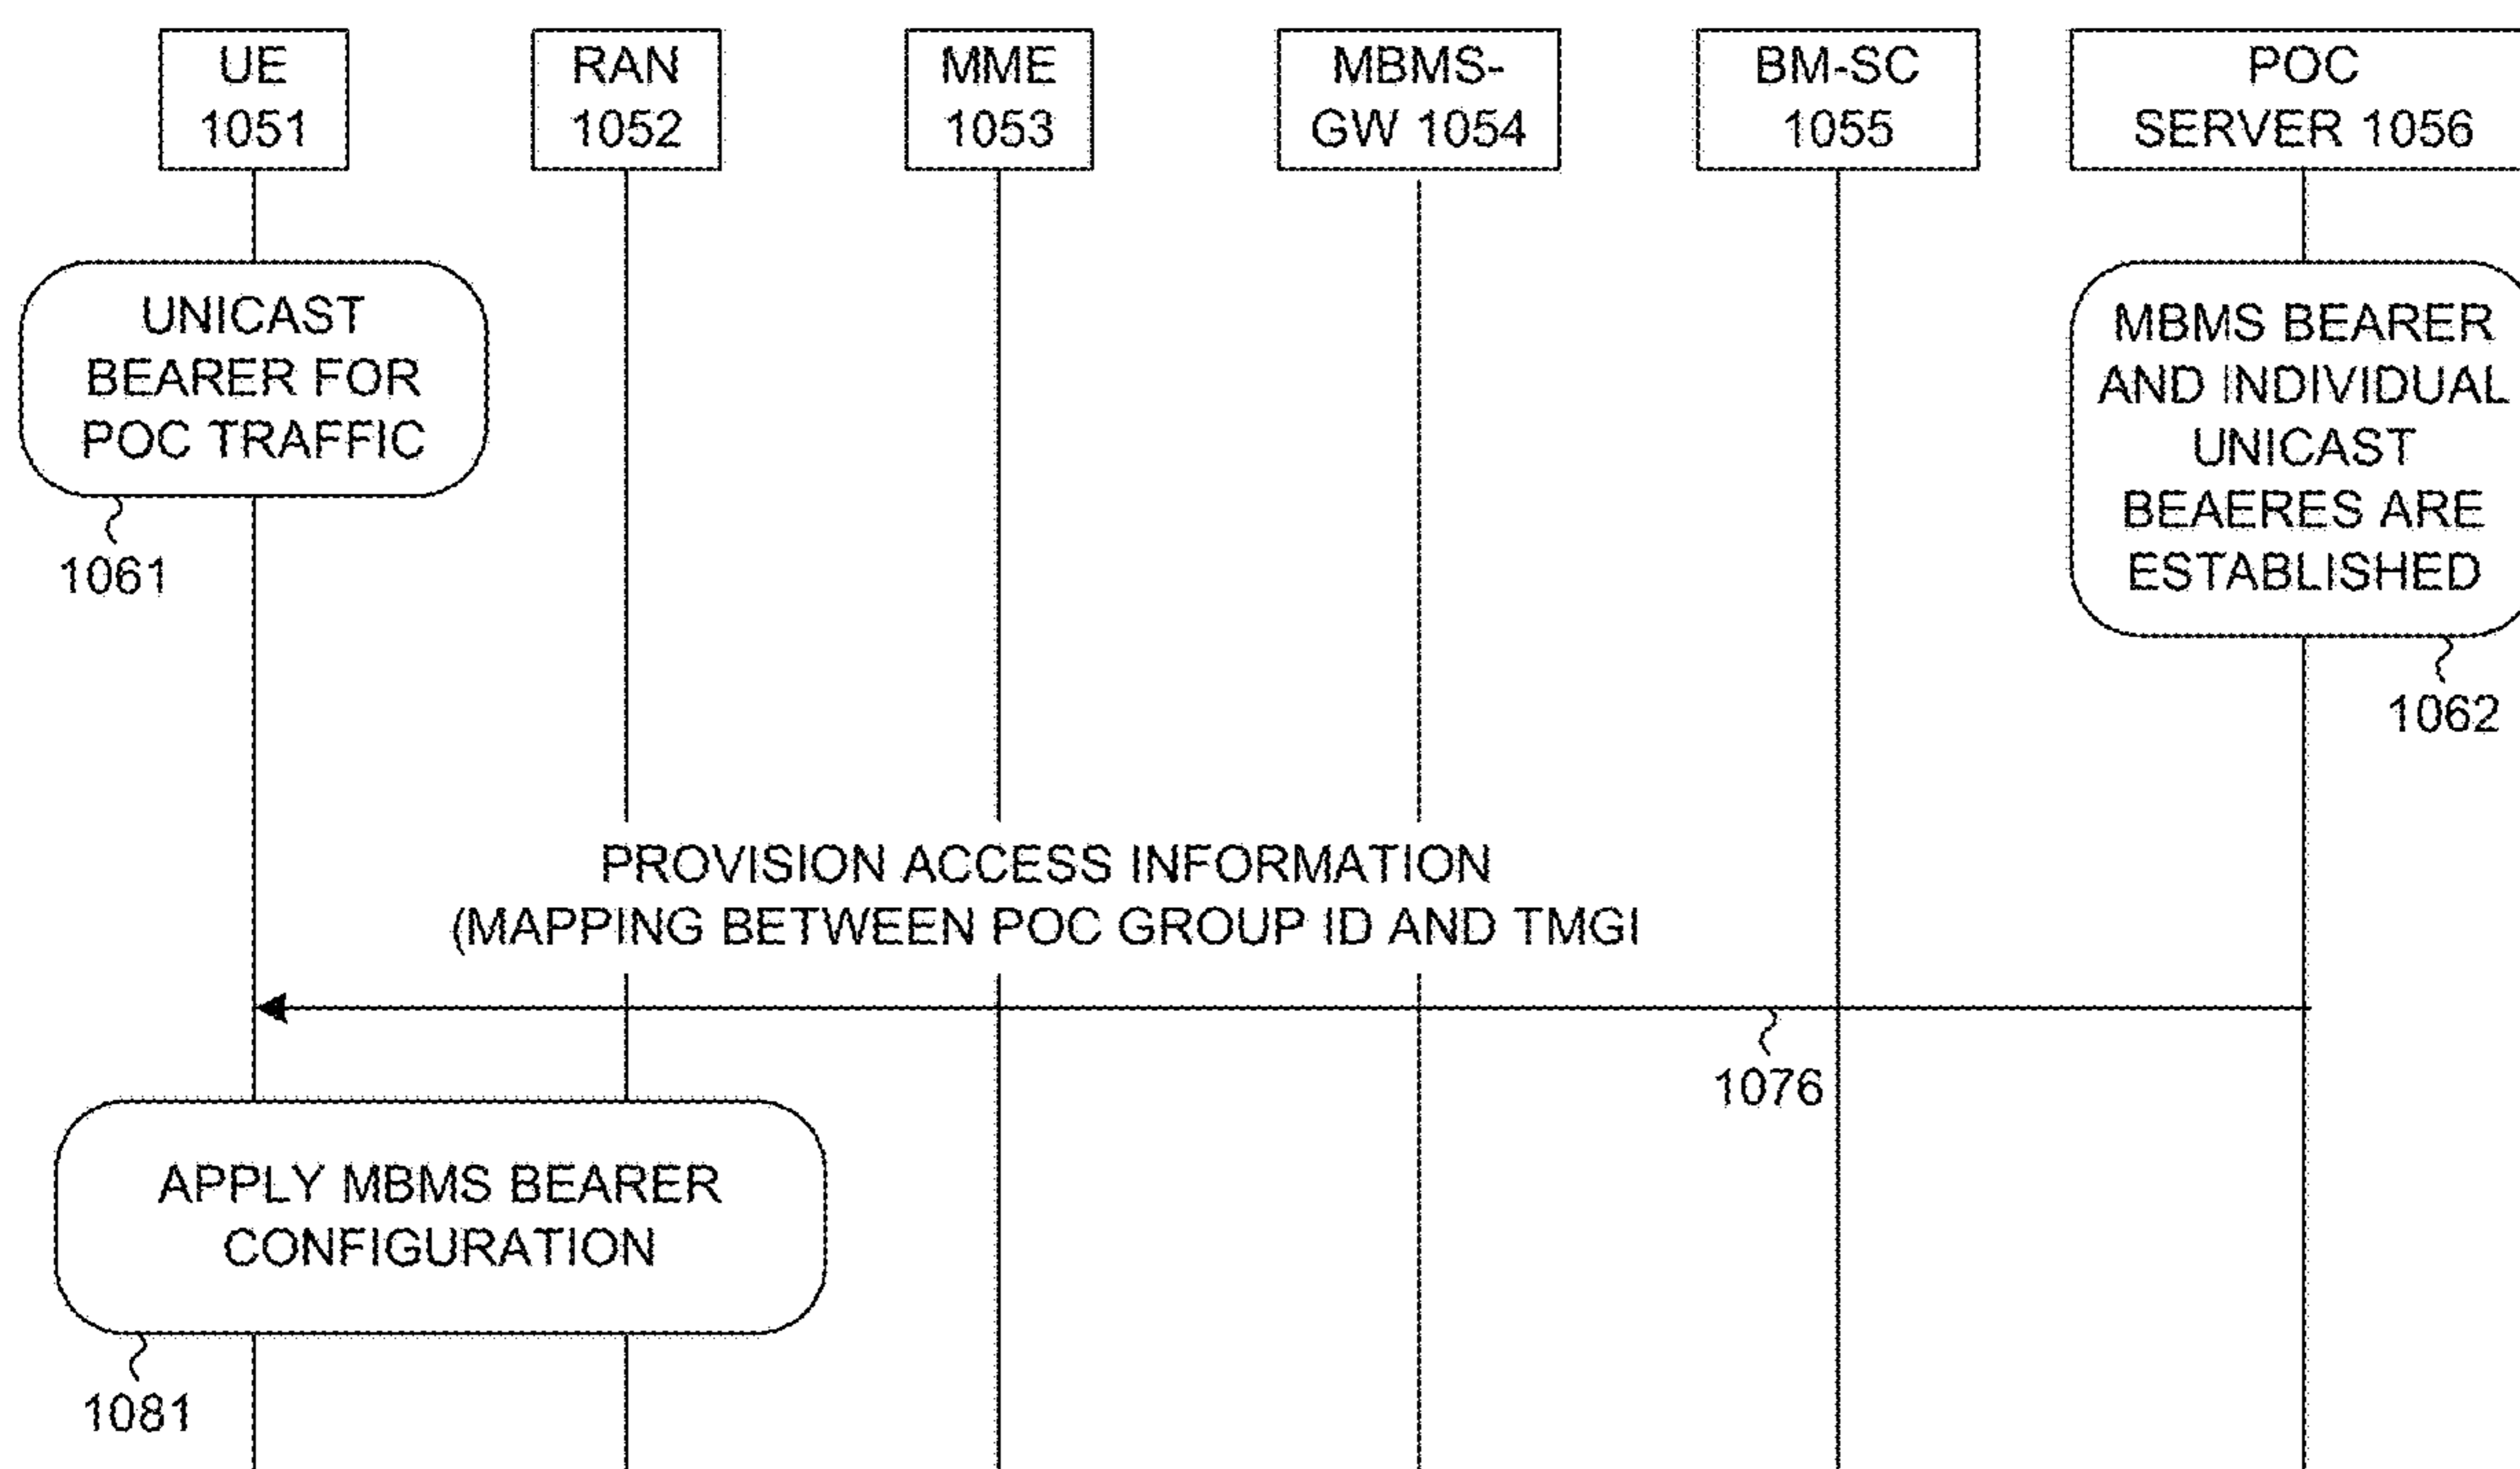 UE
1051
RAN
1052
MME
1053
MBMS-
GW 1054
BM-SC
1055
POC
SERVER 1056
UNICAST
BEARER FOR
POC TRAFFIC
1061
MBMS BEARER
AND INDIVIDUAL
UNICAST
BEAERES ARE
ESTABLISHED
1062
PROVISION ACCESS INFORMATION
(MAPPING BETWEEN POC GROUP ID AND TMGI
1076
APPLY MBMS BEARER
CONFIGURATION
1081